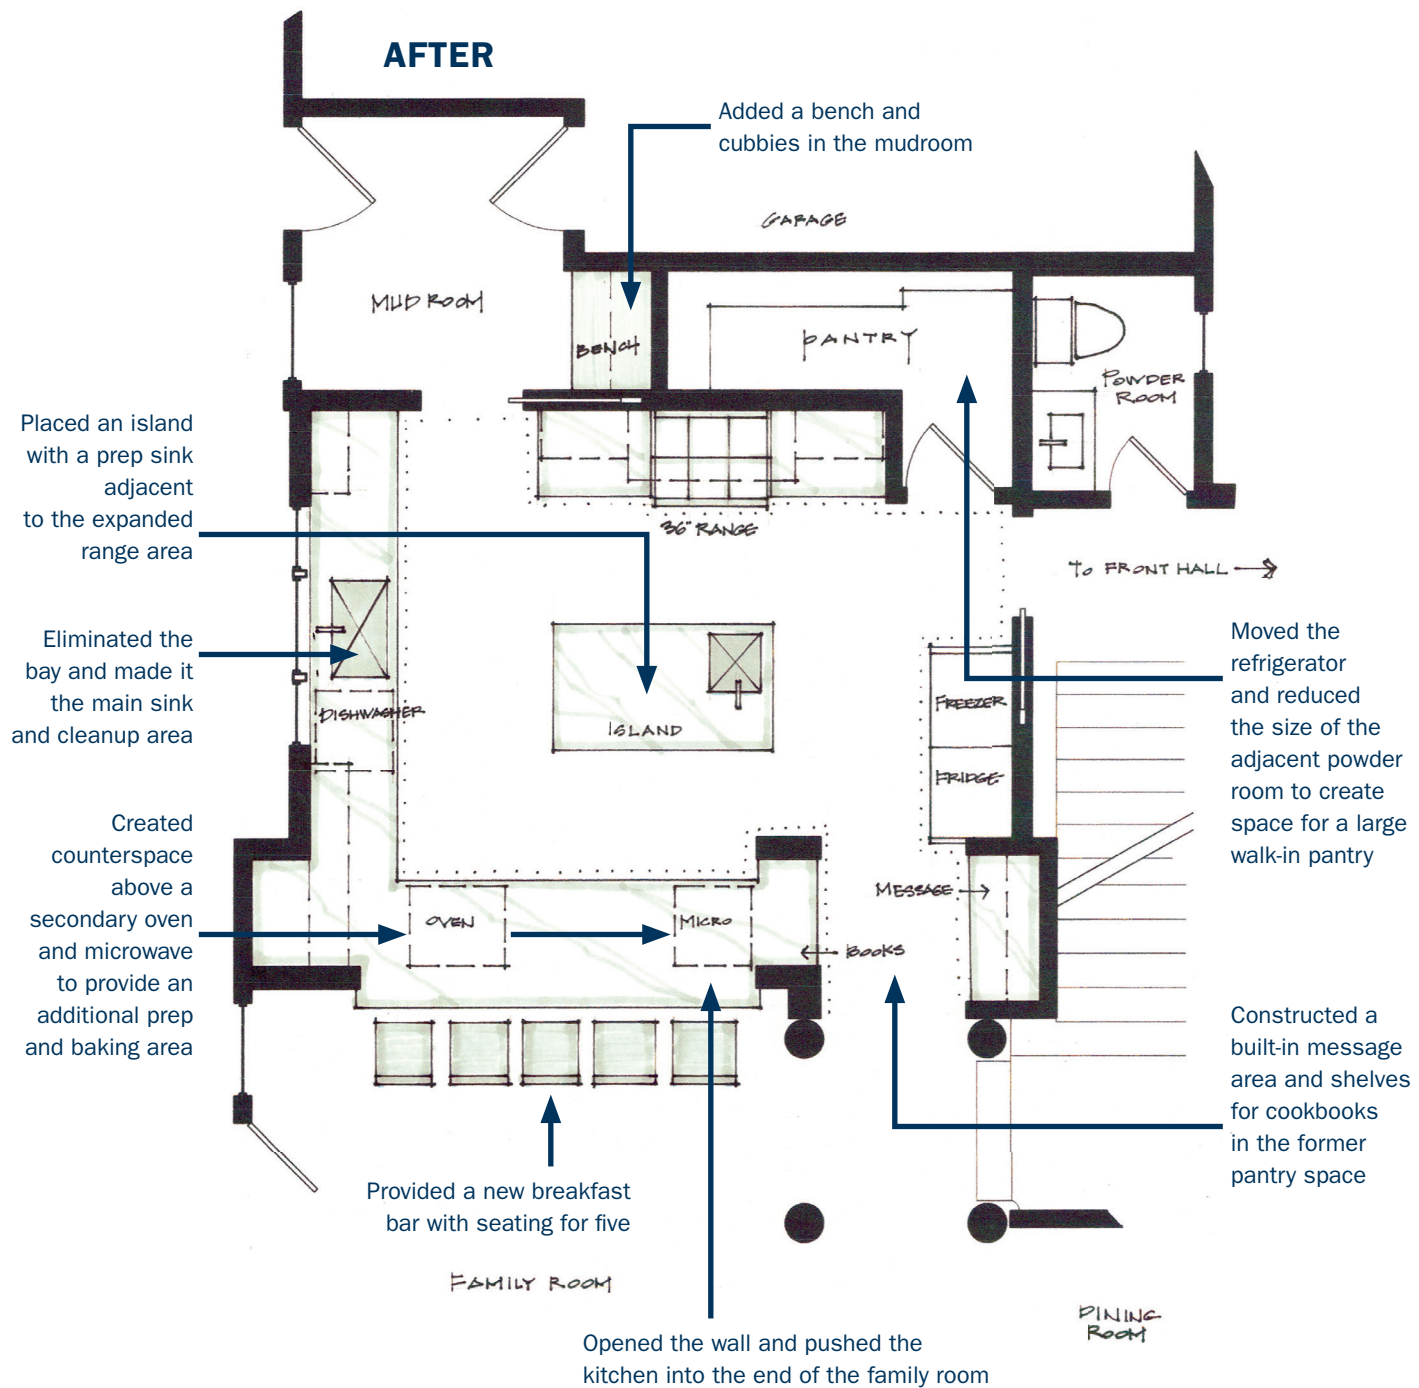 AFTER
Added a bench and
cubbies in the mudroom
GARAGE
MUD ROOM
BENCH
PANTRY
POWDER
ROOM
Placed an island
with a prep sink
adjacent
to the expanded
range area
36" RANGE
TO FRONT HALL
Eliminated the
bay and made it
the main sink
and cleanup area
DISHWASHER
ISLAND
FREEZER
FRIDGE
Moved the
refrigerator
and reduced
the size of the
adjacent powder
room to create
space for a large
walk-in pantry
Created
counterspace
above a
secondary oven
and microwave
to provide an
additional prep
and baking area
OVEN
MICRO
MESSAGE
BOOKS
Constructed a
built-in message
area and shelves
for cookbooks
in the former
pantry space
Provided a new breakfast
bar with seating for five
FAMILY ROOM
DINING
ROOM
Opened the wall and pushed the
kitchen into the end of the family room